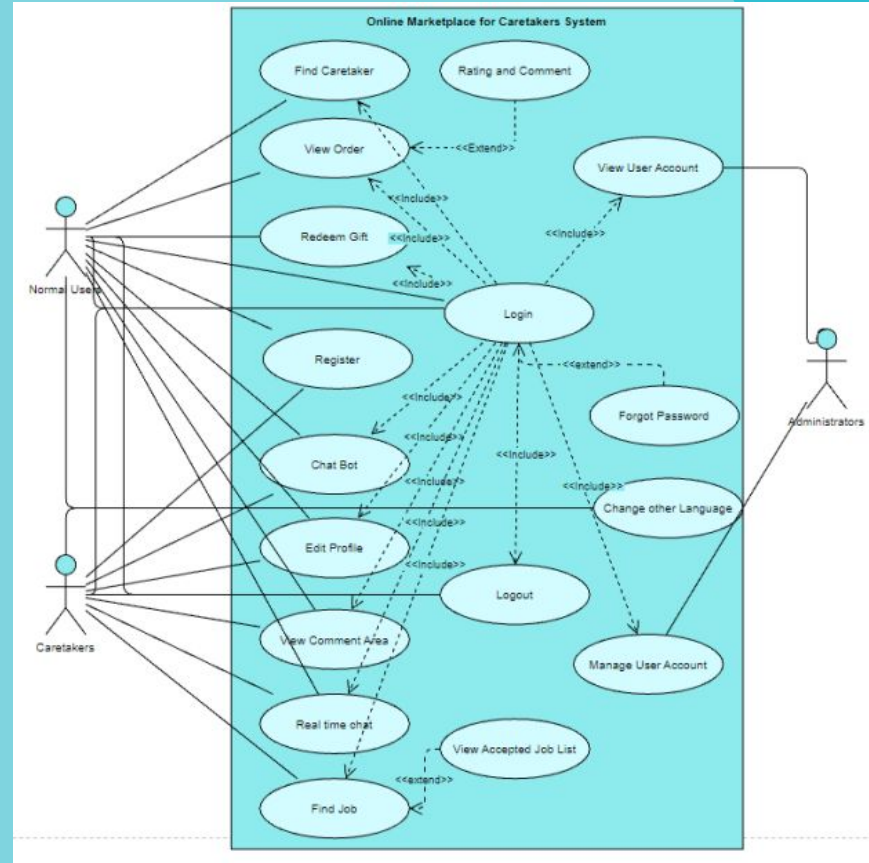 Online Marketplace for Caretakers System
Find Caretaker
Rating and Comment
View Order
<<Extend>>
View User Account
<<Include>>
Redeem Gift
<<Include>>
<<Include>>
<<Include>>
Normal Users
Login
Register
<<extend>>
Administrators
<<Include>>
Forgot Password
<<Include>>
Chat Bot
<<Include>>
<<Include>>
<<Include>>
Change other Language
<<Include>>
Edit Profile
<<Include>>
Logout
Caretakers
View Comment Area
Manage User Account
Real time chat
View Accepted Job List
<<extend>>
Find Job